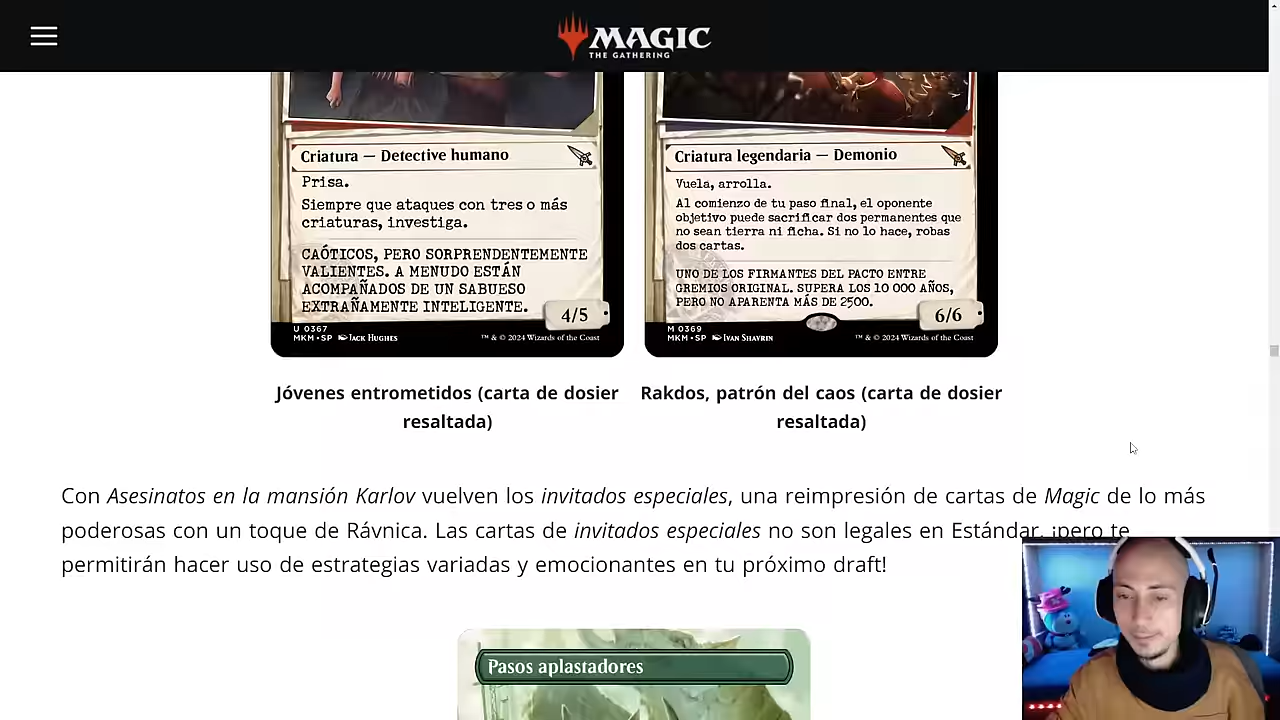 MAGIC
THE GATHERING
Criatura — Detective humano
Prisa.
Siempre que ataques con tres o más
criaturas, investiga.
CAÓTICOS, PERO SORPRENDENTEMENTE
VALIENTES. A MENUDO ESTÁN
ACOMPAÑADOS DE UN SABUESO
EXTRAÑAMENTE INTELIGENTE.
4/5
U 0367
MKM • SP JACK HUGHES
™ & © 2024 Wizards of the Coast
Criatura legendaria — Demonio
Vuela, arrolla.
Al comienzo de tu paso final, el oponente
objetivo puede sacrificar dos permanentes que
no sean tierra ni ficha. Si no lo hace, robas
dos cartas.
UNO DE LOS FIRMANTES DEL PACTO ENTRE
GREMIOS ORIGINAL. SUPERA LOS 10 000 AÑOS,
PERO NO APARENTA MÁS DE 2500.
6/6
M 0369
MKM • SP IVAN SHAVRIN
™ & © 2024 Wizards of the Coast
Jóvenes entrometidos (carta de dosier
resaltada)
Rakdos, patrón del caos (carta de dosier
resaltada)
Con Asesinatos en la mansión Karlov vuelven los invitados especiales, una reimpresión de cartas de Magic de lo más
poderosas con un toque de Rávnica. Las cartas de invitados especiales no son legales en Estándar, ¡pero te
permitirán hacer uso de estrategias variadas y emocionantes en tu próximo draft!
Pasos aplastadores